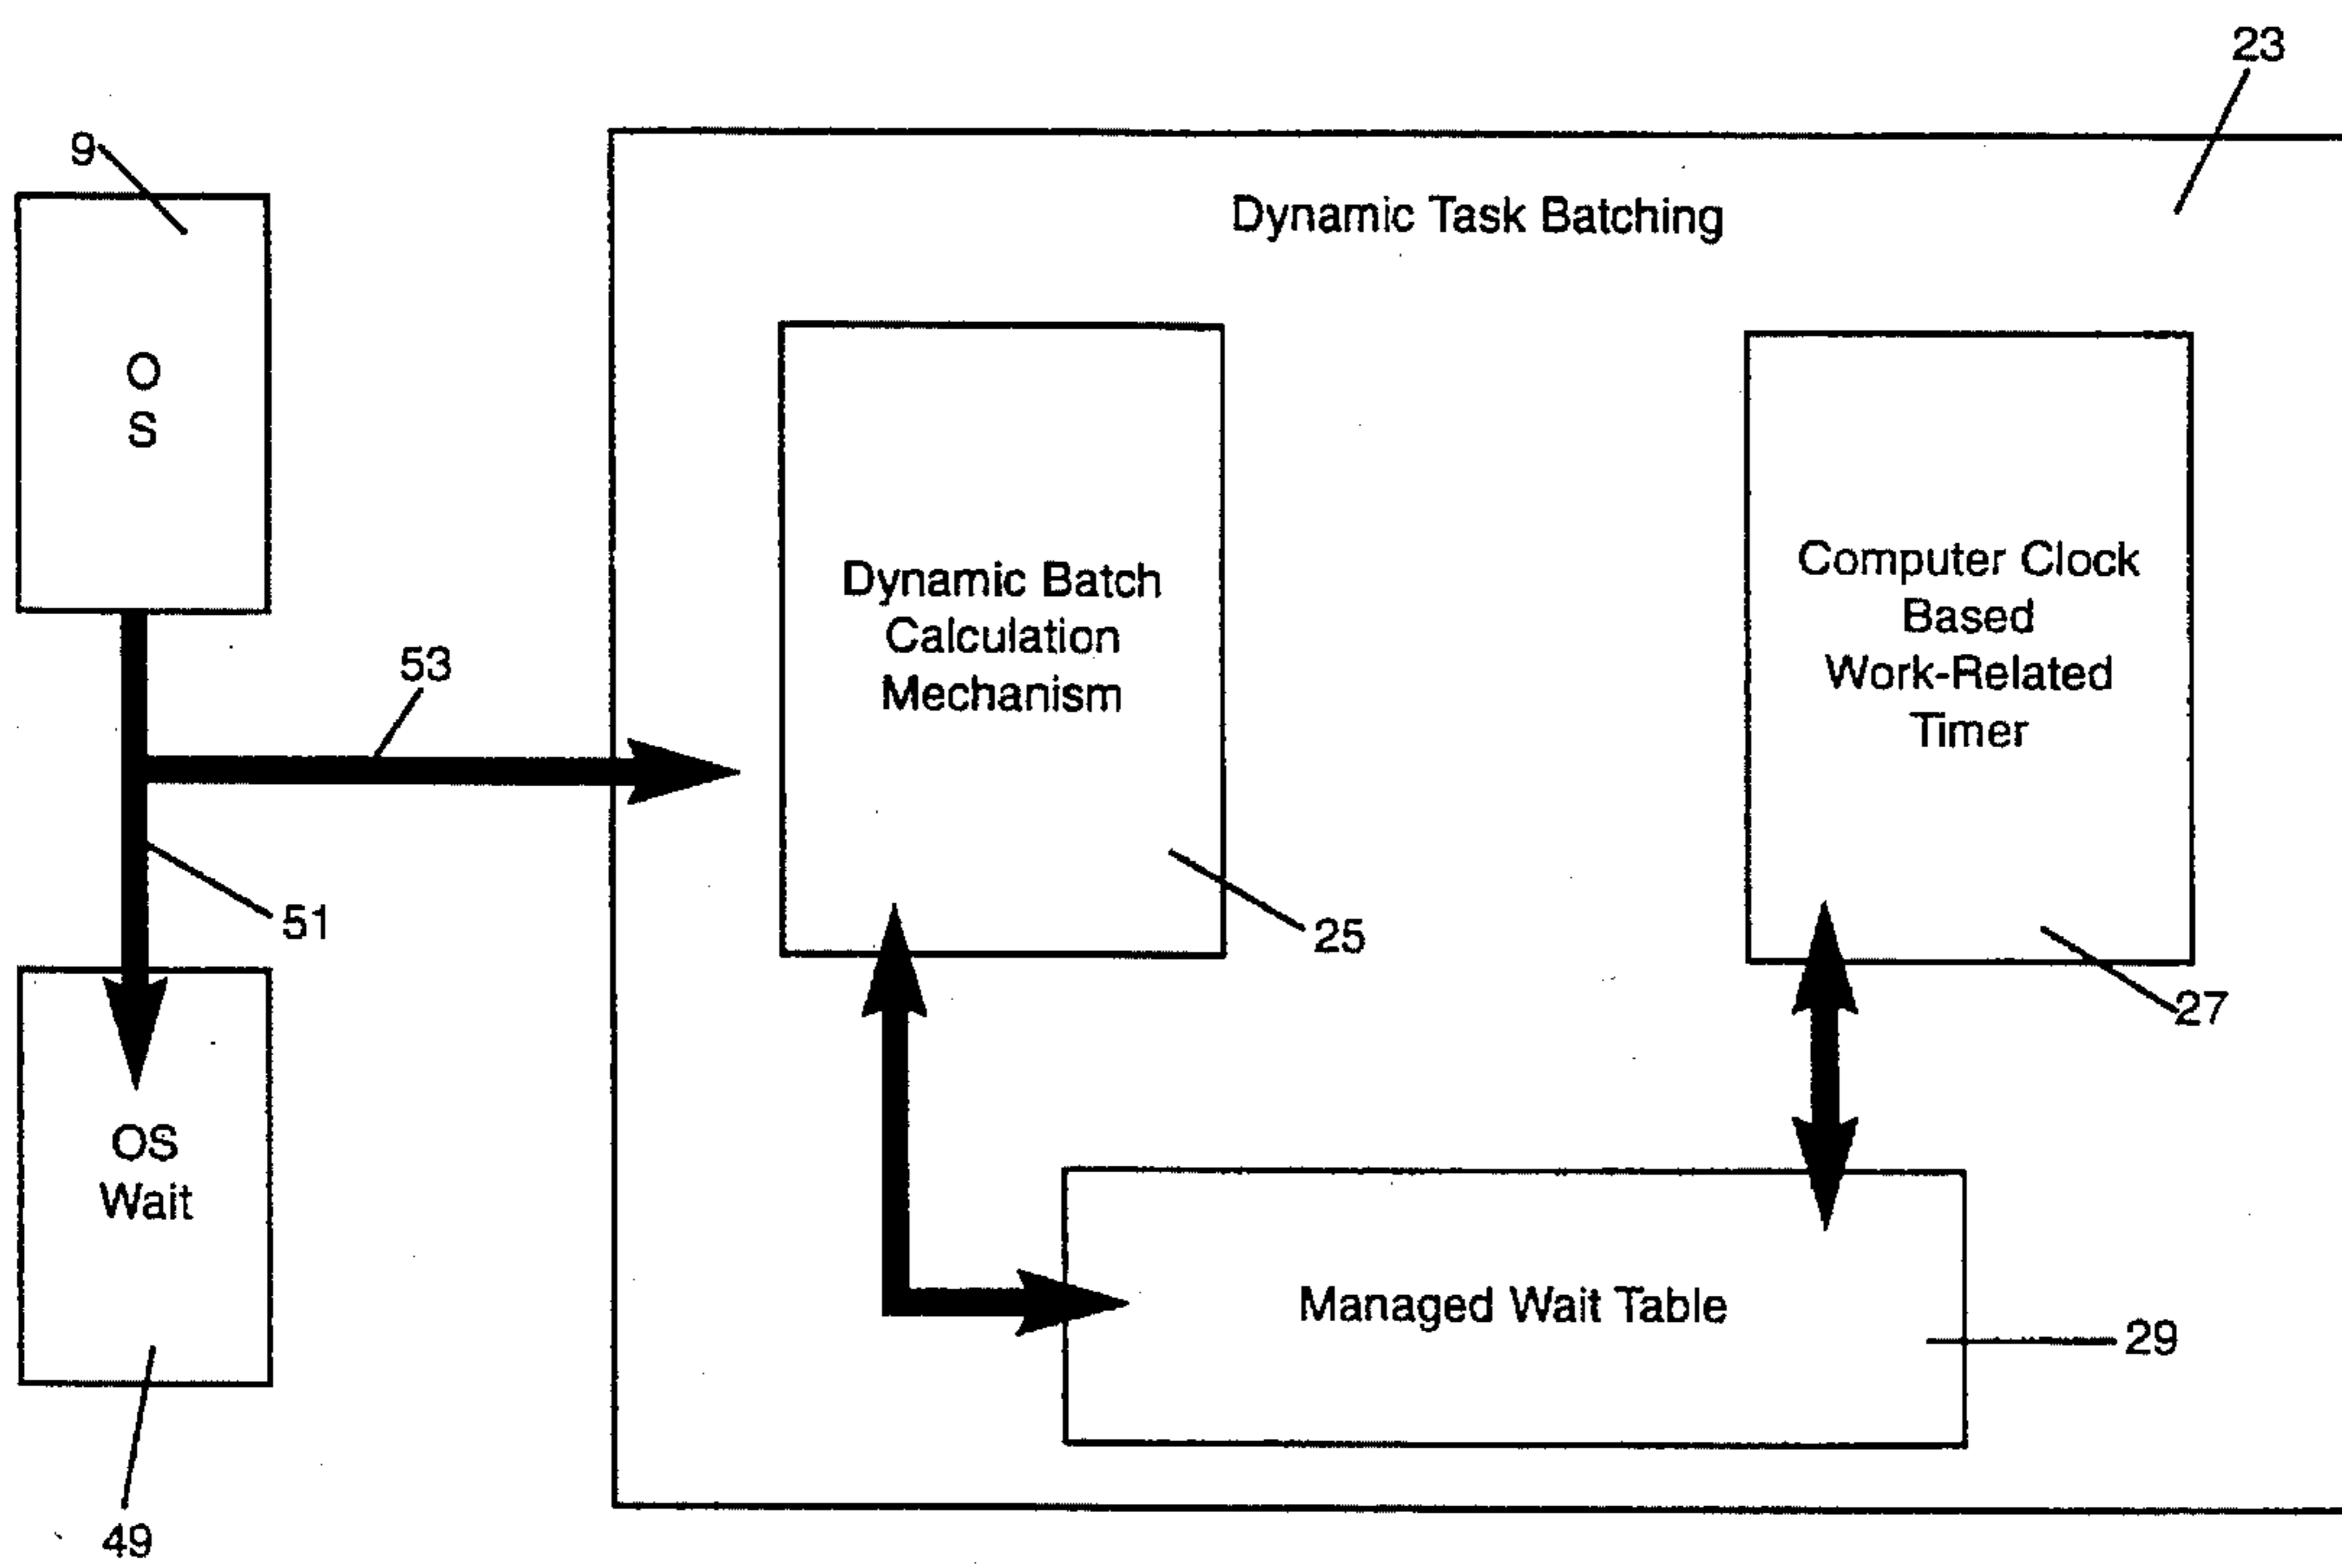 23
9
Dynamic Task Batching
O
S
Dynamic Batch
Calculation
Mechanism
Computer Clock
Based
Work-Related
Timer
53
51
25
27
OS
Wait
Managed Wait Table
29
49